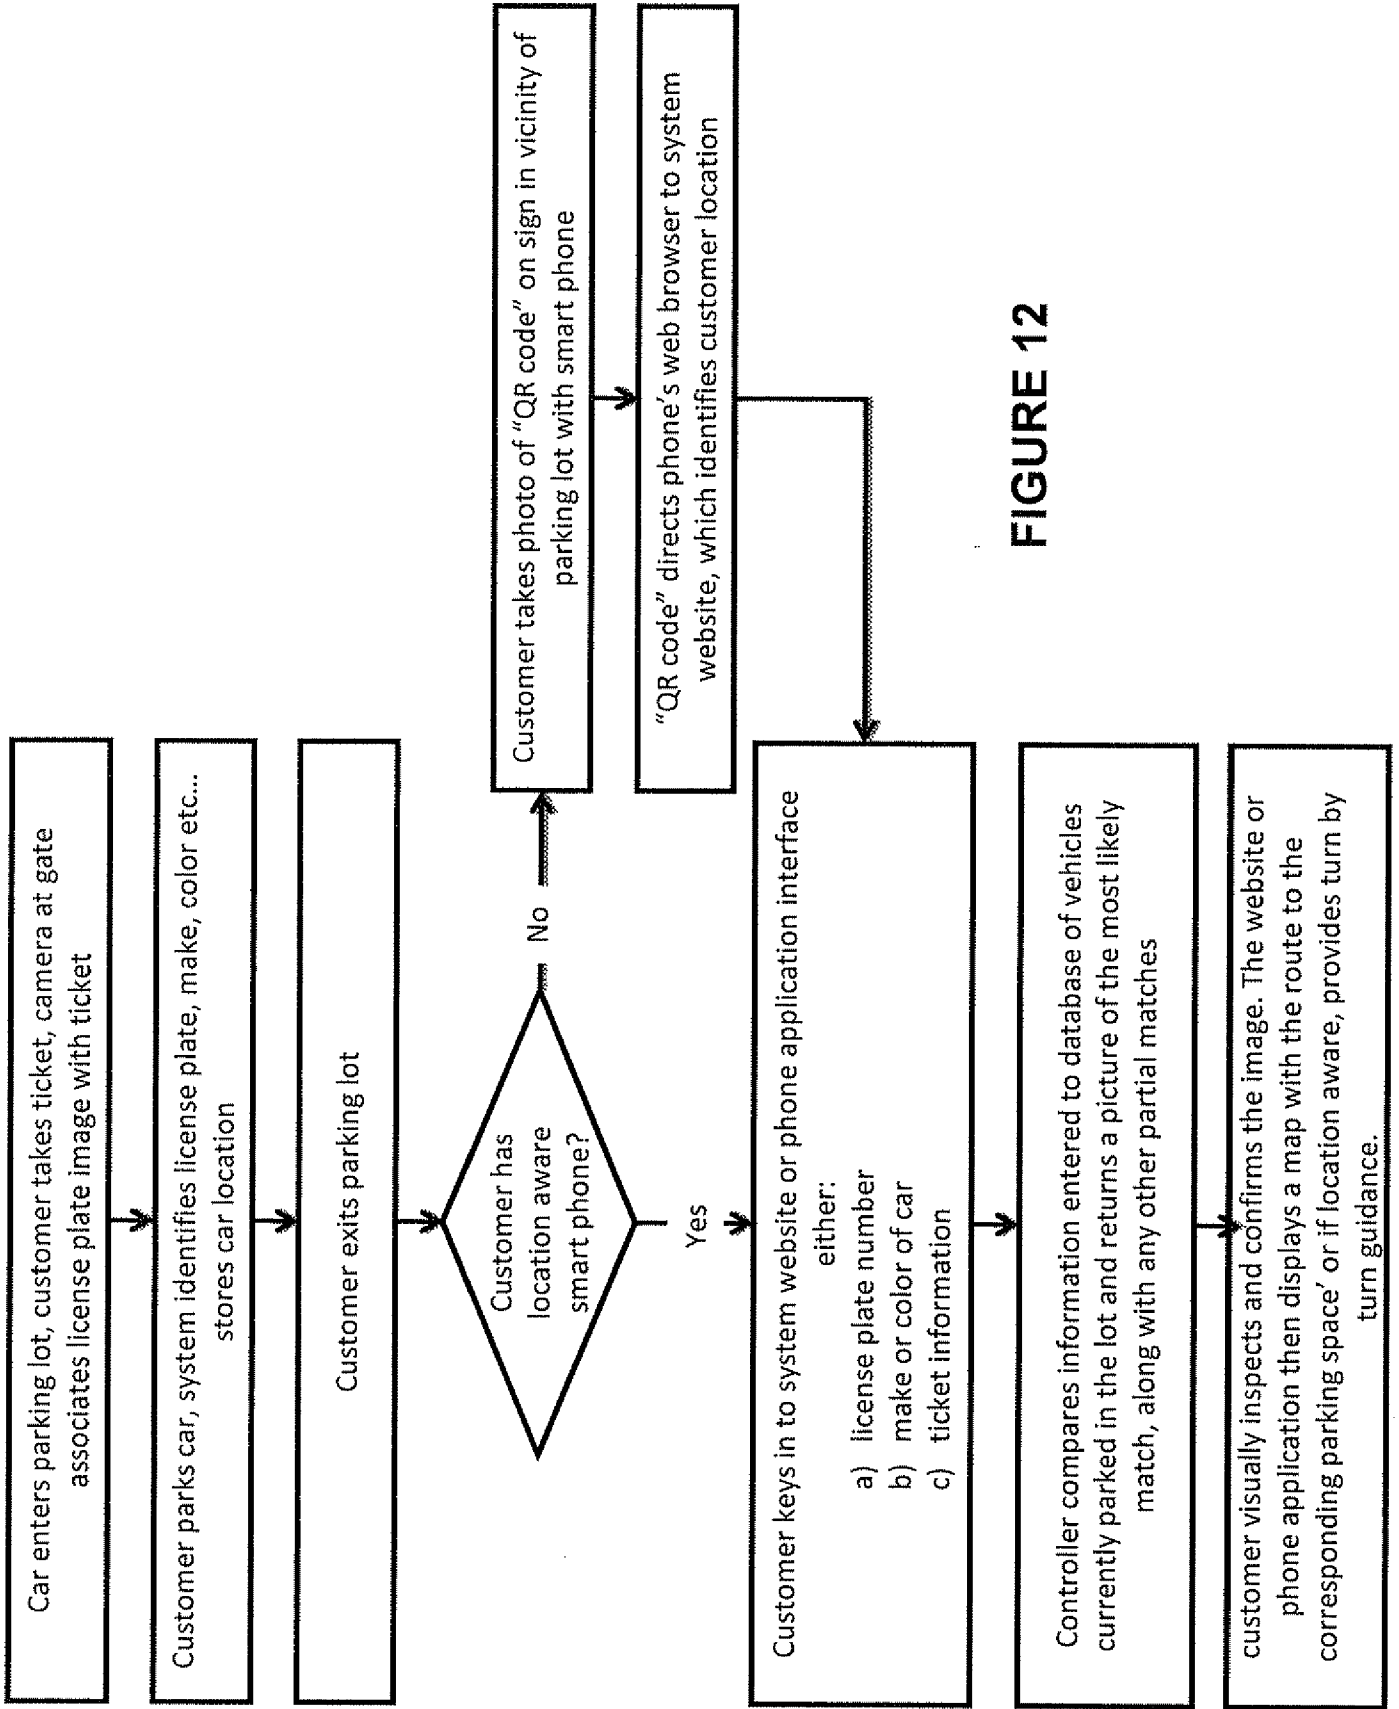 Car enters parking lot, customer takes ticket, camera at gate
associates license plate image with ticket
Customer parks car, system identifies license plate, make, color etc...
stores car location
Customer exits parking lot
Customer has
location aware
smart phone?
No
Customer takes photo of “QR code” on sign in vicinity of
parking lot with smart phone
“QR code” directs phone’s web browser to system
website, which identifies customer location
Yes
Customer keys in to system website or phone application interface
either:
a) license plate number
b) make or color of car
c) ticket information
Controller compares information entered to database of vehicles
currently parked in the lot and returns a picture of the most likely
match, along with any other partial matches
customer visually inspects and confirms the image. The website or
phone application then displays a map with the route to the
corresponding parking space’ or if location aware, provides turn by
turn guidance.
FIGURE 12